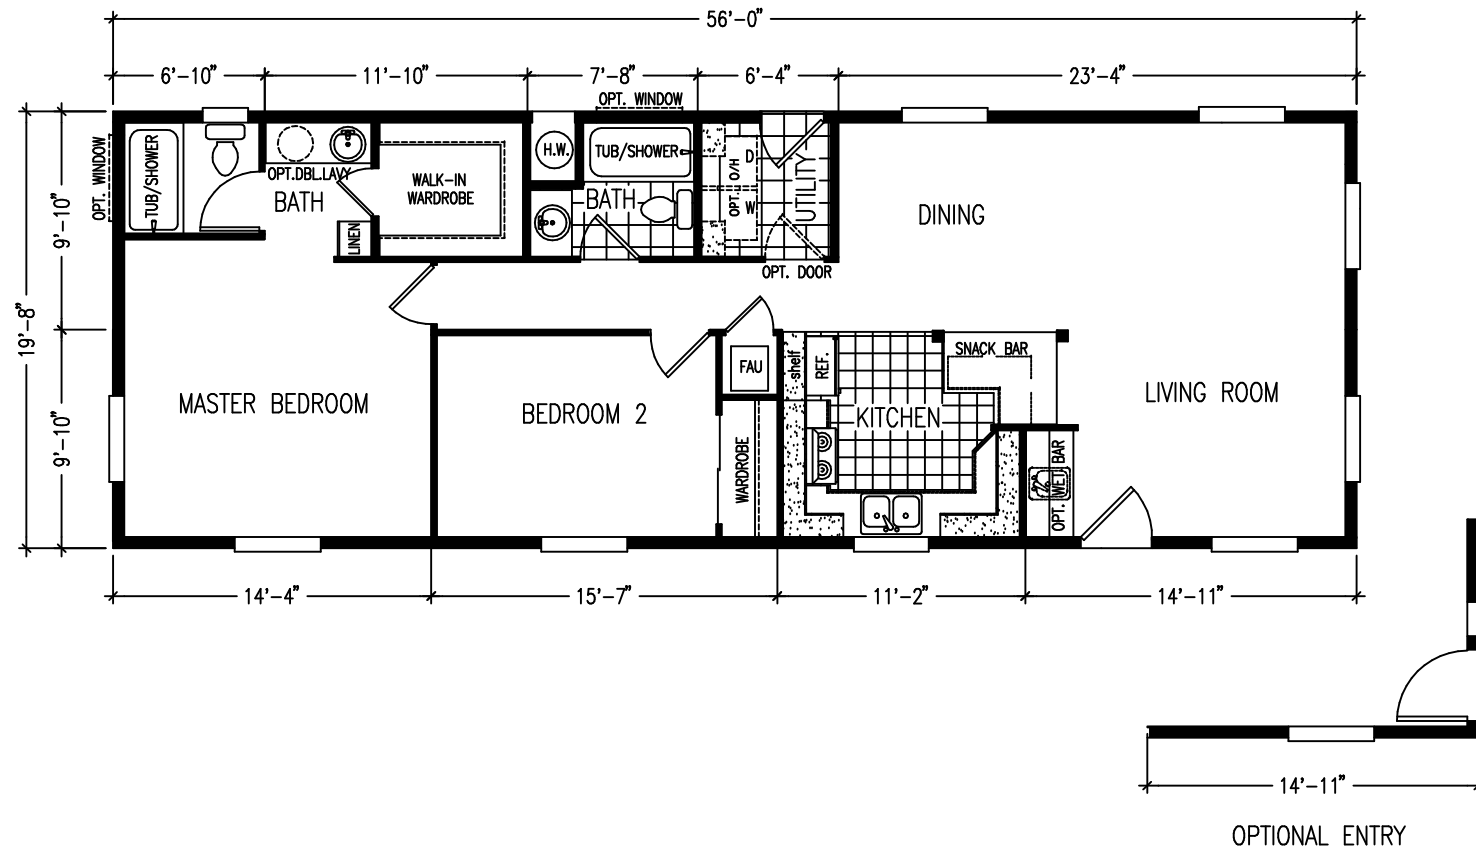 56'-0"
6'-10"
11'-10"
7'-8"
6'-4"
23'-4"
OPT. WINDOW
OPT. WINDOW
TUB/SHOWER
OPT.DBL.LAVY
BATH
LINEN
WALK-IN
WARDROBE
H.W.
TUB/SHOWER
BATH
OPT. O/H
D
W
UTILITY
OPT. DOOR
DINING
9'-10"
19'-8"
9'-10"
MASTER BEDROOM
BEDROOM 2
FAU
WARDROBE
shelf
REF.
KITCHEN
SNACK BAR
LIVING ROOM
OPT. WET BAR
14'-4"
15'-7"
11'-2"
14'-11"
14'-11"
OPTIONAL ENTRY